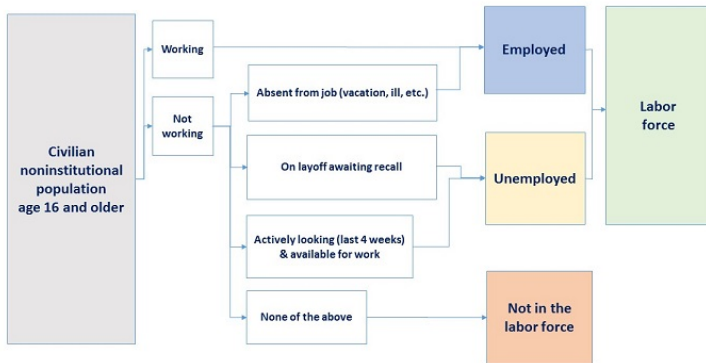 Civilian
noninstitutional
population
age 16 and older
Working
Not
working
Absent from job (vacation, ill, etc.)
On layoff awaiting recall
Actively looking (last 4 weeks)
& available for work
None of the above
Employed
Unemployed
Not in the
labor force
Labor
force